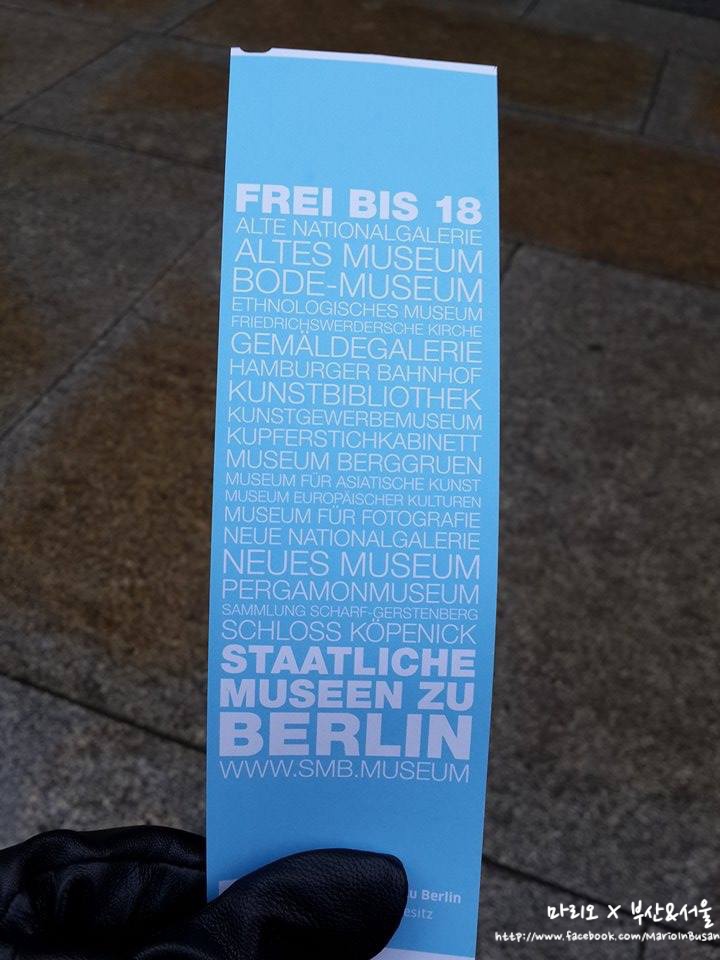 FREI BIS 18
ALTE NATIONALGALERIE
ALTES MUSEUM
BODE-MUSEUM
ETHNOLOGISCHES MUSEUM
FRIEDRICHSWERDERSCHE KIRCHE
GEMÄLDEGALERIE
HAMBURGER BAHNHOF
KUNSTBIBLIOTHEK
KUNSTGEWERBEMUSEUM
KUPFERSTICHKABINETT
MUSEUM BERGGRUEN
MUSEUM FÜR ASIATISCHE KUNST
MUSEUM EUROPÄISCHER KULTUREN
MUSEUM FÜR FOTOGRAFIE
NEUE NATIONALGALERIE
NEUES MUSEUM
PERGAMONMUSEUM
SAMMLUNG SCHARF-GERSTENBERG
SCHLOSS KÖPENICK
STAATLICHE
MUSEEN ZU
BERLIN
WWW.SMB.MUSEUM
Berlin
마리오 X 부산&서울
http://www.facebook.com/MarioInBusan